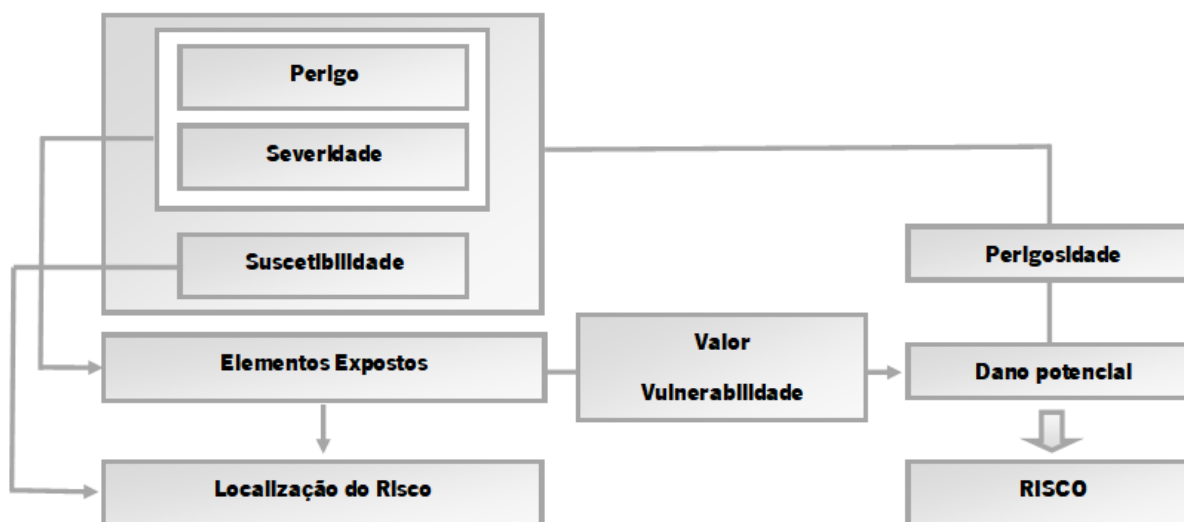 Perigo
Severidade
Suscetibilidade
Perigosidade
Elementos Expostos
Valor
Vulnerabilidade
Dano potencial
Localização do Risco
RISCO